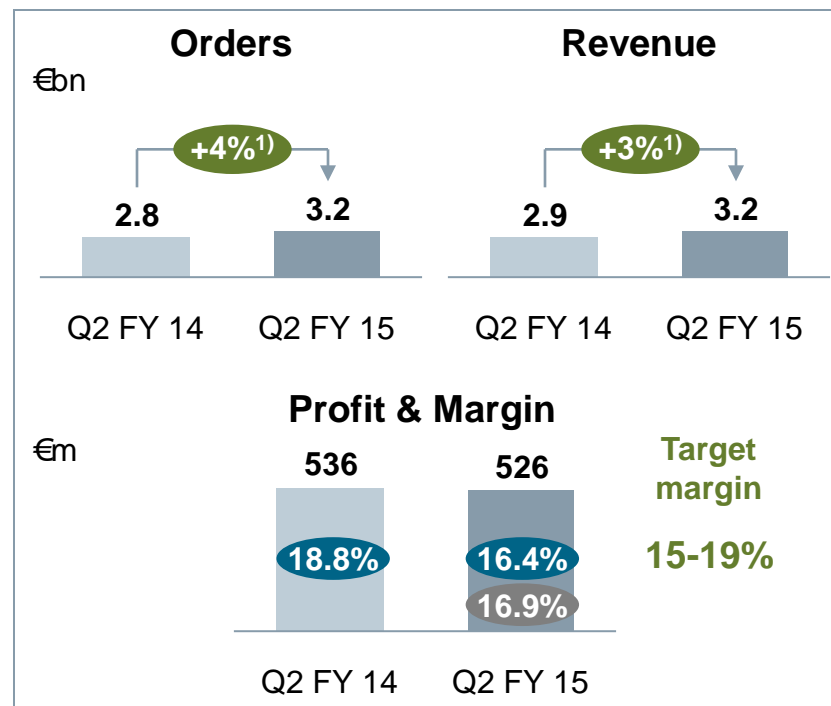 Orders
Revenue
€bn
+4%1)
+3%1)
2.8
3.2
2.9
3.2
Q2 FY 14
Q2 FY 15
Q2 FY 14
Q2 FY 15
Profit & Margin
€m
536
526
Target
margin
18.8%
16.4%
15-19%
16.9%
Q2 FY 14
Q2 FY 15